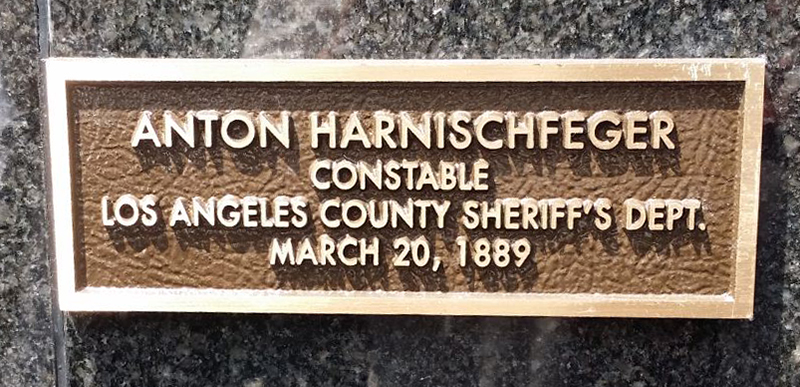 ANTON HARNISCHFEGER
CONSTABLE
LOS ANGELES COUNTY SHERIFF'S DEPT.
MARCH 20, 1889